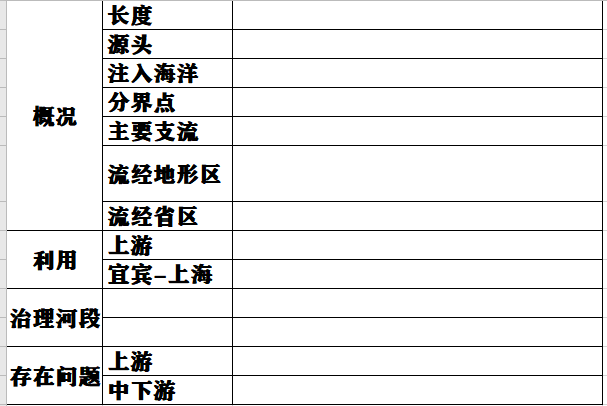 概况
长度
源头
注入海洋
分界点
主要支流
流经地形区
流经省区
利用
上游
宜宾-上海
治理河段
存在问题
上游
中下游